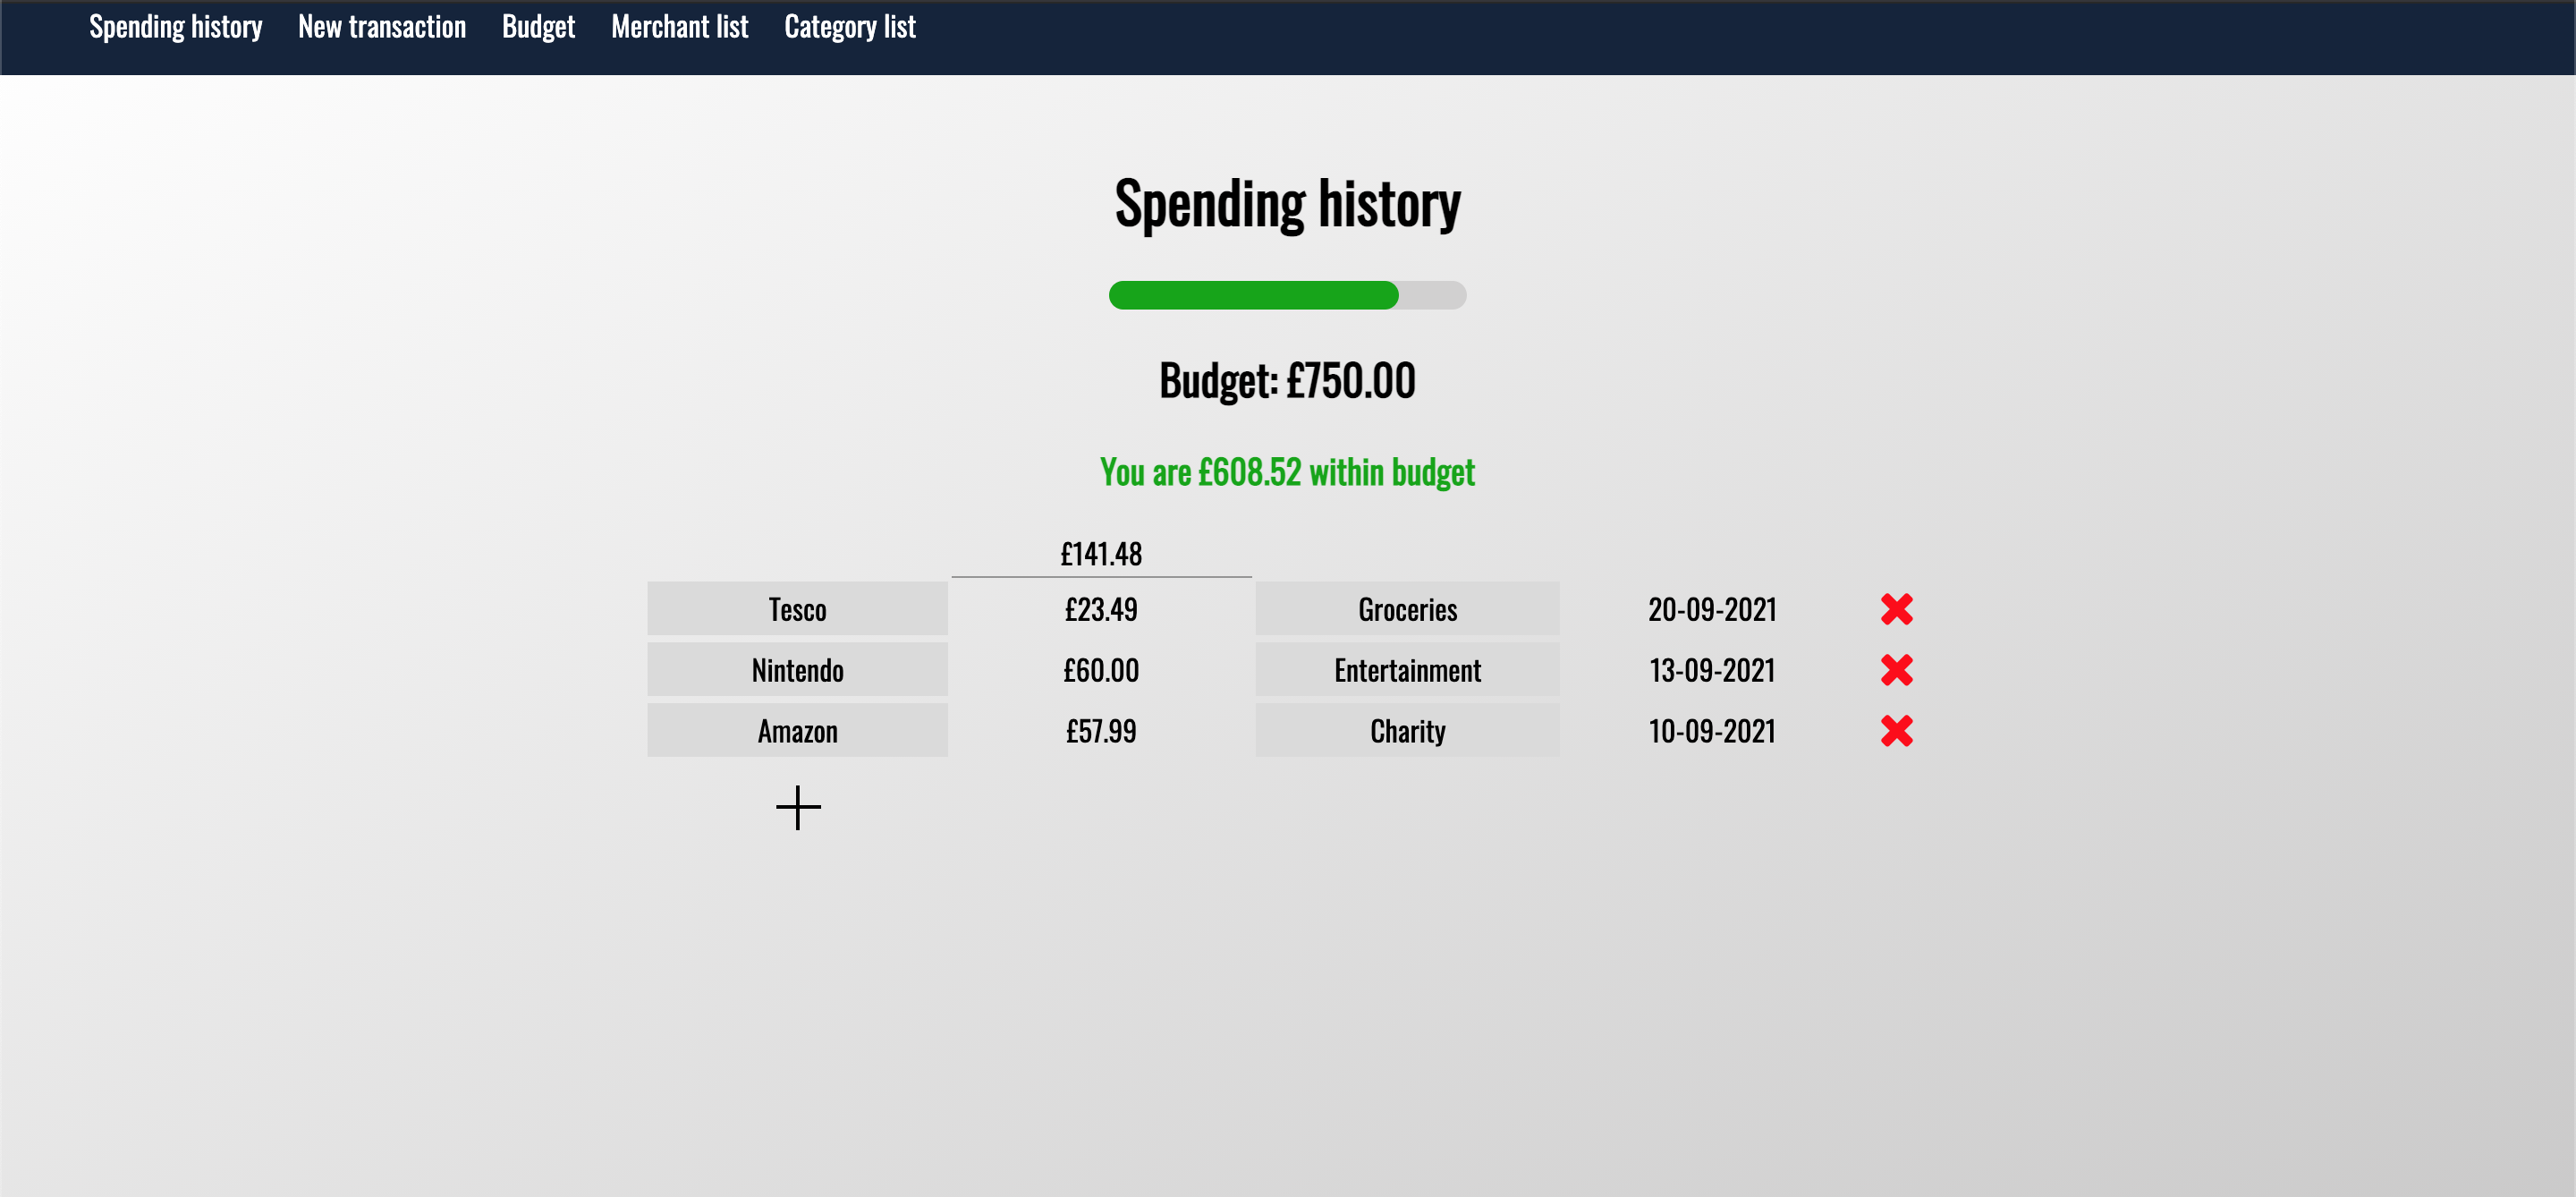 Spending history New transaction Budget Merchant list Category list
Spending history
Budget: £750.00
You are £608.52 within budget
£141.48
Tesco £23.49 Groceries 20-09-2021
Nintendo £60.00 Entertainment 13-09-2021
Amazon £57.99 Charity 10-09-2021